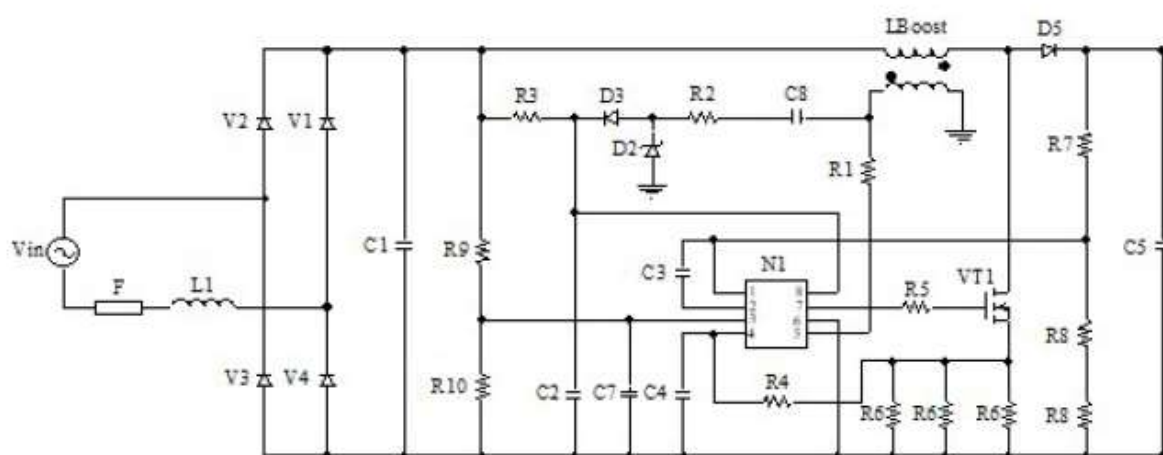 LBoost
D5
R3
D3
R2
C8
V2
V1
D2
R1
R7
Vin
C1
R9
C3
N1
VT1
C5
F
L1
R5
V3
V4
R10
C2
C7
C4
R4
R8
R6
R6
R6
R8